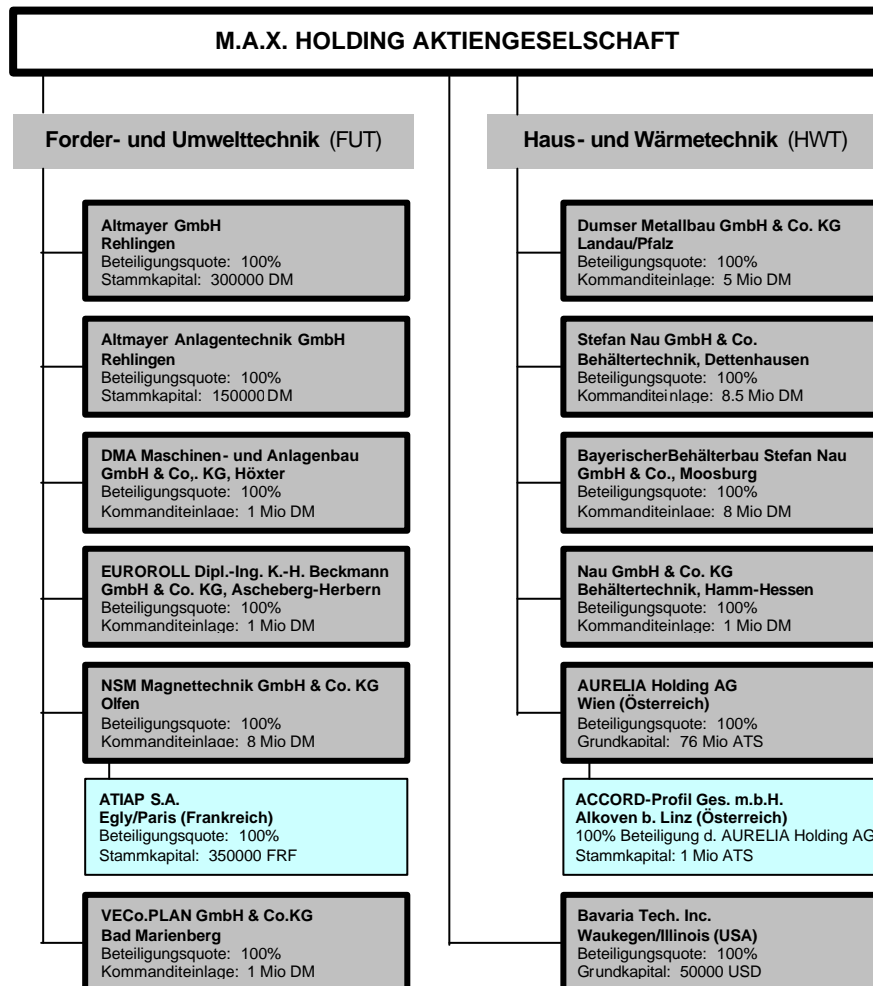 M.A.X. HOLDING AKTIENGESELSCHAFT
Forder- und Umwelttechnik (FUT)
Altmayer GmbH
Rehlingen
Beteiligungsquote: 100%
Stammkapital: 300000 DM
Altmayer Anlagentechnik GmbH
Rehlingen
Beteiligungsquote: 100%
Stammkapital: 150000 DM
DMA Maschinen- und Anlagenbau
GmbH & Co,. KG, Höxter
Beteiligungsquote: 100%
Kommanditeinlage: 1 Mio DM
EUROROLL Dipl.-Ing. K.-H. Beckmann
GmbH & Co. KG, Ascheberg-Herbern
Beteiligungsquote: 100%
Kommanditeinlage: 1 Mio DM
NSM Magnettechnik GmbH & Co. KG
Olfen
Beteiligungsquote: 100%
Kommanditeinlage: 8 Mio DM
ATIAP S.A.
Egly/Paris (Frankreich)
Beteiligungsquote: 100%
Stammkapital: 350000 FRF
VECo.PLAN GmbH & Co.KG
Bad Marienberg
Beteiligungsquote: 100%
Kommanditeinlage: 1 Mio DM
Haus- und Wärmetechnik (HWT)
Dumser Metallbau GmbH & Co. KG
Landau/Pfalz
Beteiligungsquote: 100%
Kommanditeinlage: 5 Mio DM
Stefan Nau GmbH & Co.
Behältertechnik, Dettenhausen
Beteiligungsquote: 100%
Kommanditeinlage: 8.5 Mio DM
BayerischerBehälterbau Stefan Nau
GmbH & Co., Moosburg
Beteiligungsquote: 100%
Kommanditeinlage: 8 Mio DM
Nau GmbH & Co. KG
Behältertechnik, Hamm-Hessen
Beteiligungsquote: 100%
Kommanditeinlage: 1 Mio DM
AURELIA Holding AG
Wien (Österreich)
Beteiligungsquote: 100%
Grundkapital: 76 Mio ATS
ACCORD-Profil Ges. m.b.H.
Alkoven b. Linz (Österreich)
100% Beteiligung d. AURELIA Holding AG
Stammkapital: 1 Mio ATS
Bavaria Tech. Inc.
Waukegen/Illinois (USA)
Beteiligungsquote: 100%
Grundkapital: 50000 USD